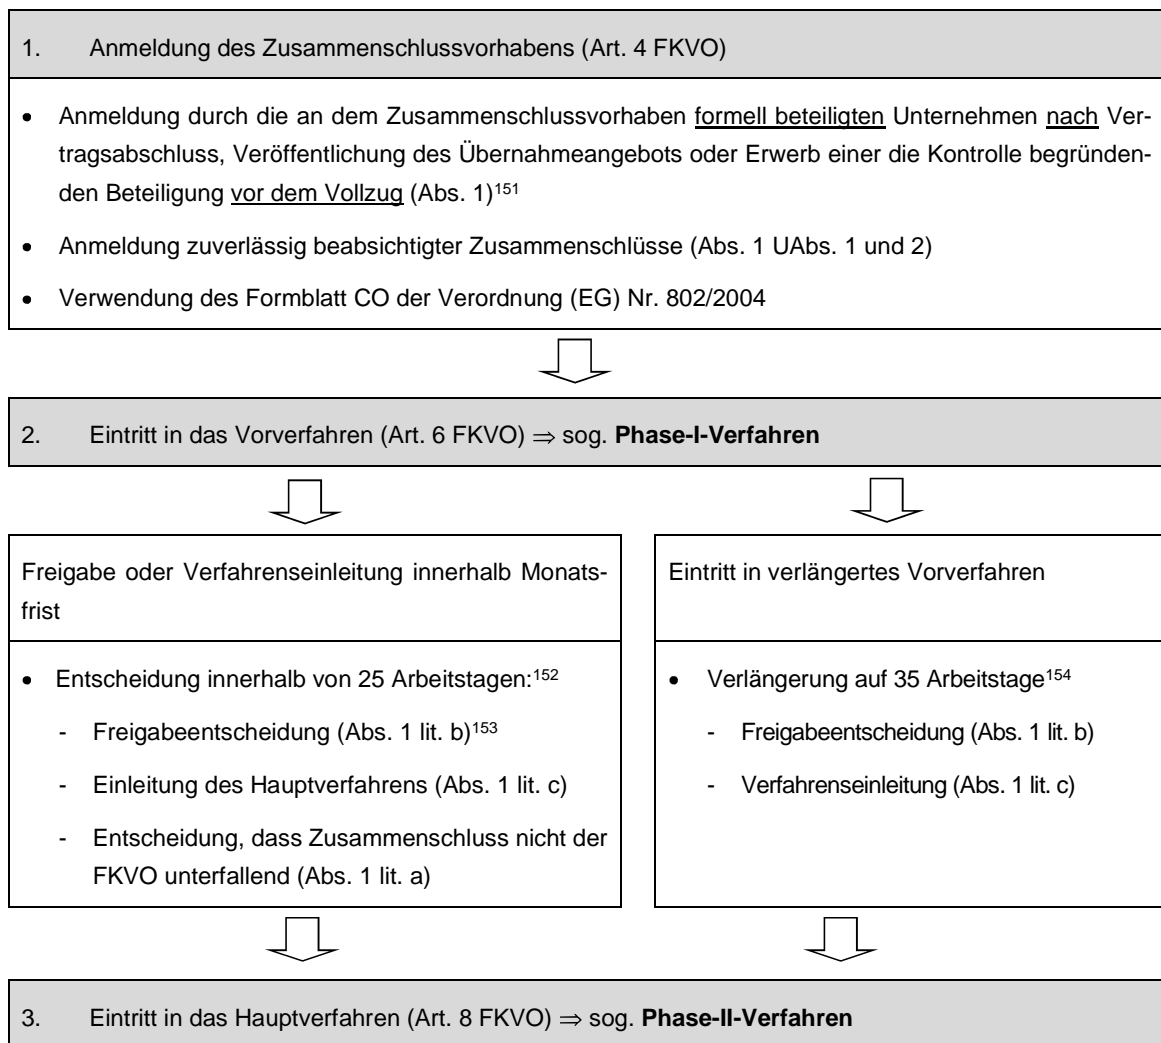 1. Anmeldung des Zusammenschlussvorhabens (Art. 4 FKVO)
• Anmeldung durch die an dem Zusammenschlussvorhaben formell beteiligten Unternehmen nach Ver-
tragsabschluss, Veröffentlichung des Übernahmeangebots oder Erwerb einer die Kontrolle begründen-
den Beteiligung vor dem Vollzug (Abs. 1)151
• Anmeldung zuverlässig beabsichtigter Zusammenschlüsse (Abs. 1 UAbs. 1 und 2)
• Verwendung des Formblatt CO der Verordnung (EG) Nr. 802/2004
2. Eintritt in das Vorverfahren (Art. 6 FKVO) ⇒ sog. Phase-I-Verfahren
Freigabe oder Verfahrenseinleitung innerhalb Monats-
frist
• Entscheidung innerhalb von 25 Arbeitstagen:152
- Freigabeentscheidung (Abs. 1 lit. b)153
- Einleitung des Hauptverfahrens (Abs. 1 lit. c)
- Entscheidung, dass Zusammenschluss nicht der
FKVO unterfallend (Abs. 1 lit. a)
Eintritt in verlängertes Vorverfahren
• Verlängerung auf 35 Arbeitstage154
- Freigabeentscheidung (Abs. 1 lit. b)
- Verfahrenseinleitung (Abs. 1 lit. c)
3. Eintritt in das Hauptverfahren (Art. 8 FKVO) ⇒ sog. Phase-II-Verfahren